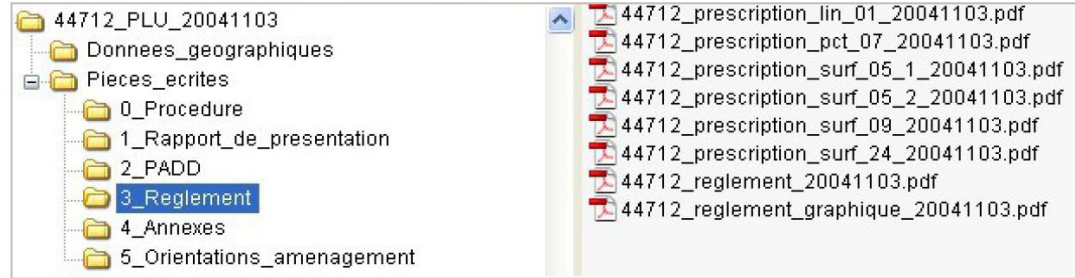 44712_PLU_20041103
Donnees_geographiques
Pieces_ecrites
0_Procedure
1_Rapport_de_presentation
2_PADD
3_Reglement
4_Annexes
5_Orientations_amenagement
44712_prescription_lin_01_20041103.pdf
44712_prescription_pct_07_20041103.pdf
44712_prescription_surf_05_1_20041103.pdf
44712_prescription_surf_05_2_20041103.pdf
44712_prescription_surf_09_20041103.pdf
44712_prescription_surf_24_20041103.pdf
44712_reglement_20041103.pdf
44712_reglement_graphique_20041103.pdf